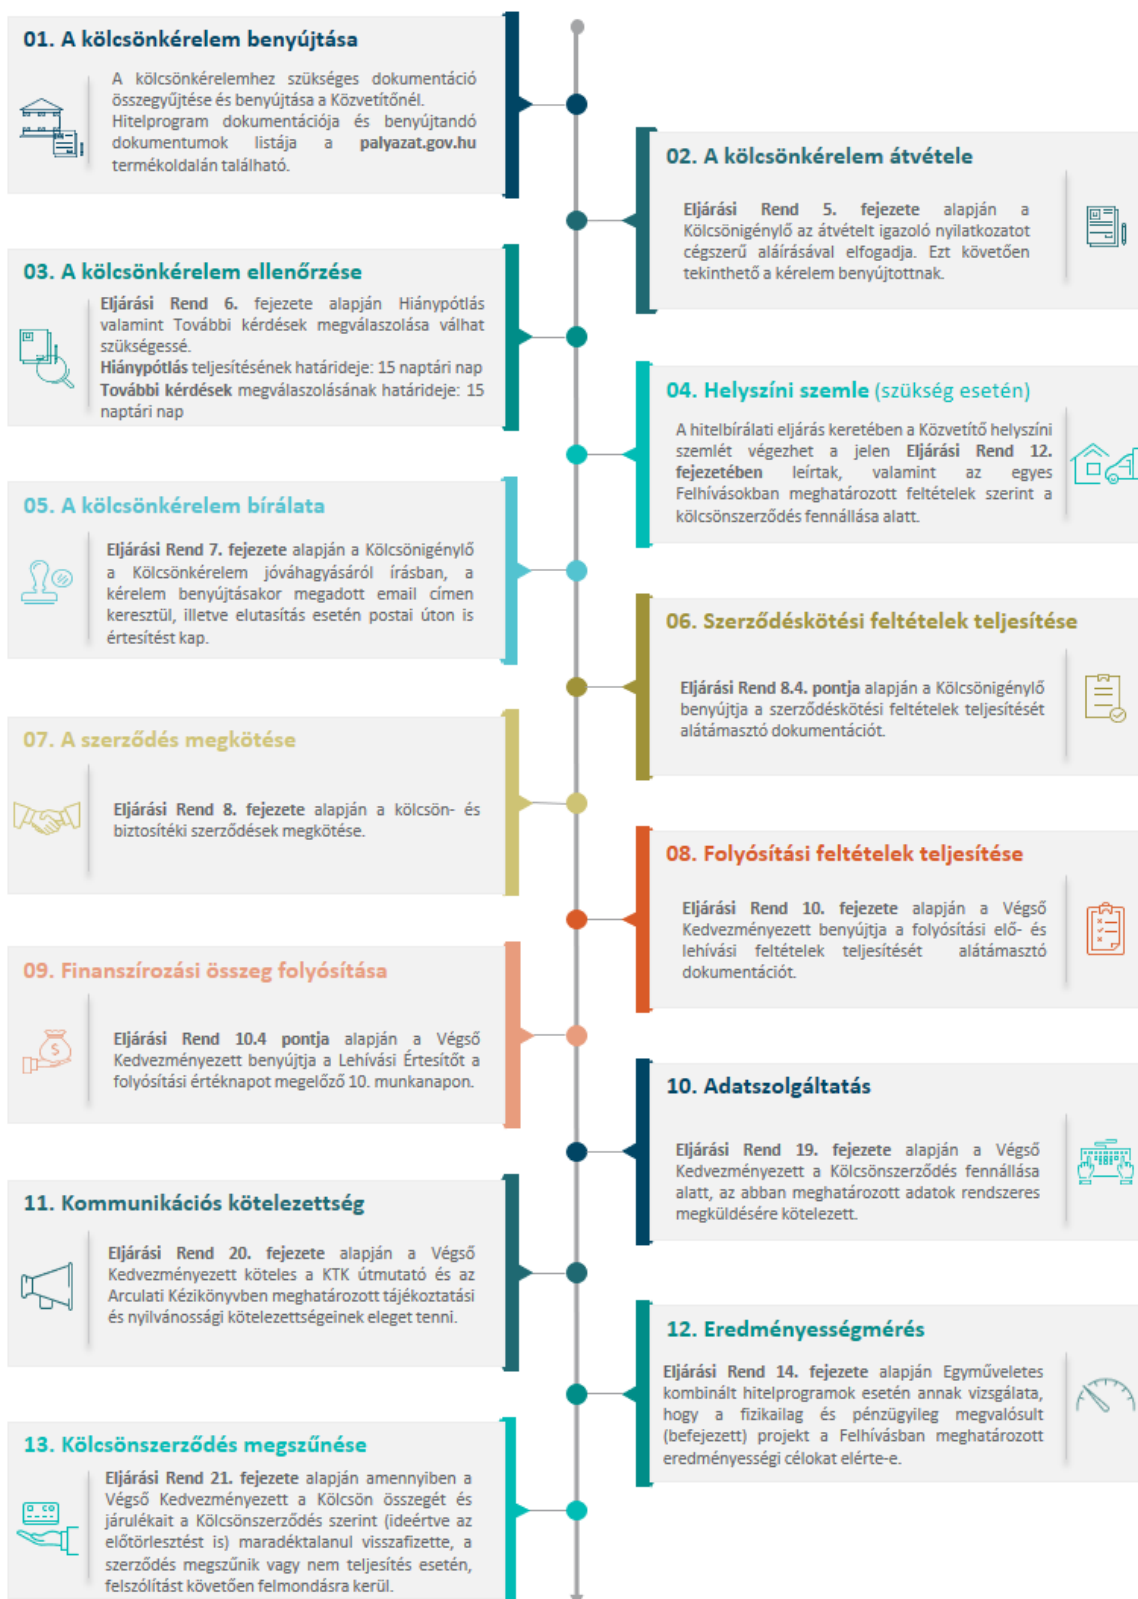 01. A kölcsönkérelem benyújtása
A kölcsönkérelemhez szükséges dokumentáció
összegyűjtése és benyújtása a Közvetítőnél.
Hitelprogram dokumentációja és benyújtandó
dokumentumok listája a palyazat.gov.hu
termékoldalán található.
02. A kölcsönkérelem átvétele
Eljárási Rend 5. fejezete alapján a
Kölcsönigénylő az átvételt igazoló nyilatkozatot
cégszerű aláírásával elfogadja. Ezt követően
tekinthető a kérelem benyújtottnak.
03. A kölcsönkérelem ellenőrzése
Eljárási Rend 6. fejezete alapján Hiánypótlás
valamint További kérdések megválaszolása válhat
szükségessé.
Hiánypótlás teljesítésének határideje: 15 naptári nap
További kérdések megválaszolásának határideje: 15
naptári nap
04. Helyszíni szemle (szükség esetén)
A hitelbírálati eljárás keretében a Közvetítő helyszíni
szemlét végezhet a jelen Eljárási Rend 12.
fejezetében leírtak, valamint az egyes
Felhívásokban meghatározott feltételek szerint a
kölcsönszerződés fennállása alatt.
05. A kölcsönkérelem bírálata
Eljárási Rend 7. fejezete alapján a Kölcsönigénylő
a Kölcsönkérelem jóváhagyásáról írásban, a
kérelem benyújtásakor megadott email címen
keresztül, illetve elutasítás esetén postai úton is
értesítést kap.
06. Szerződéskötési feltételek teljesítése
Eljárási Rend 8.4. pontja alapján a Kölcsönigénylő
benyújtja a szerződéskötési feltételek teljesítését
alátámasztó dokumentációt.
07. A szerződés megkötése
Eljárási Rend 8. fejezete alapján a kölcsön- és
biztosítéki szerződések megkötése.
08. Folyósítási feltételek teljesítése
Eljárási Rend 10. fejezete alapján a Végső
Kedvezményezett benyújtja a folyósítási elő- és
lehívási feltételek teljesítését alátámasztó
dokumentációt.
09. Finanszírozási összeg folyósítása
Eljárási Rend 10.4 pontja alapján a Végső
Kedvezményezett benyújtja a Lehívási Értesítőt a
folyósítási értéknapot megelőző 10. munkanapon.
10. Adatszolgáltatás
Eljárási Rend 19. fejezete alapján a Végső
Kedvezményezett a Kölcsönszerződés fennállása
alatt, az abban meghatározott adatok rendszeres
megküldésére kötelezett.
11. Kommunikációs kötelezettség
Eljárási Rend 20. fejezete alapján a Végső
Kedvezményezett köteles a KTK útmutató és az
Arculati Kézikönyvben meghatározott tájékoztatási
és nyilvánossági kötelezettségeinek eleget tenni.
12. Eredményességmérés
Eljárási Rend 14. fejezete alapján Egyműveletes
kombinált hitelprogramok esetén annak vizsgálata,
hogy a fizikailag és pénzügyileg megvalósult
(befejezett) projekt a Felhívásban meghatározott
eredményességi célokat elérte-e.
13. Kölcsönszerződés megszűnése
Eljárási Rend 21. fejezete alapján amennyiben a
Végső Kedvezményezett a Kölcsön összegét és
járulékait a Kölcsönszerződés szerint (ideértve az
előtörlesztést is) maradéktalanul visszafizette, a
szerződés megszűnik vagy nem teljesítés esetén,
felszólítást követően felmondásra kerül.